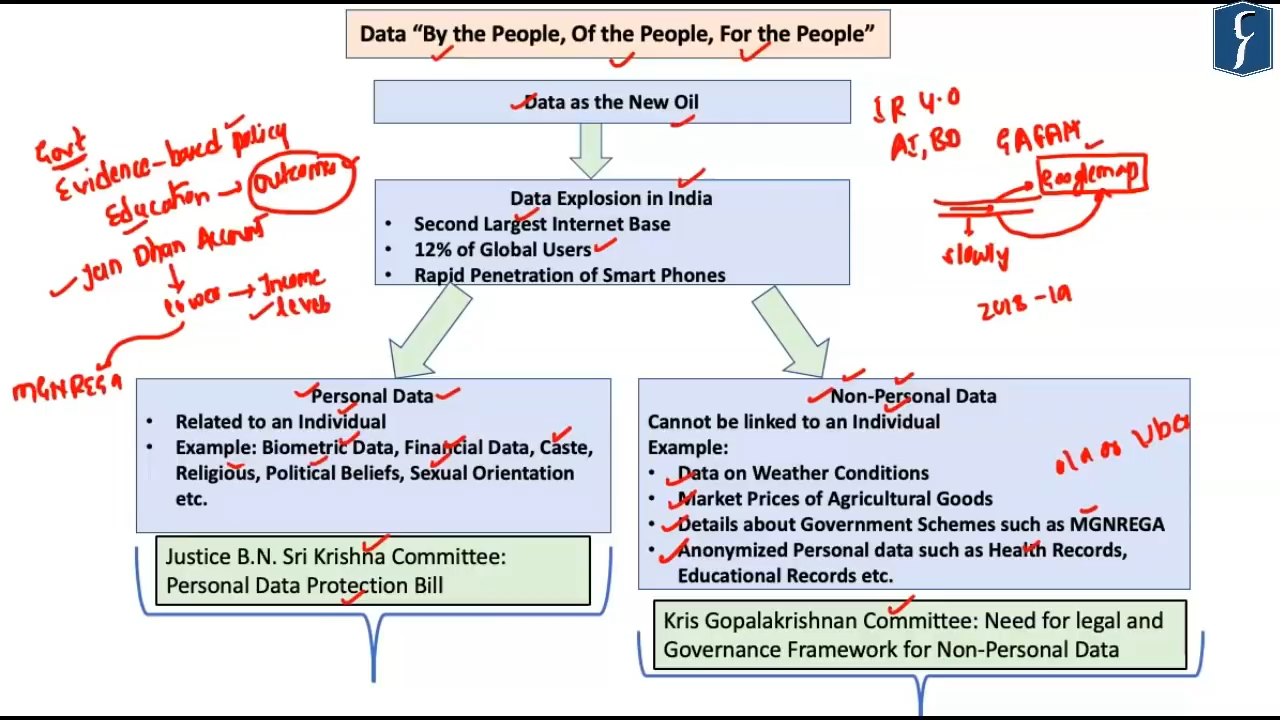 Data “By the People, Of the People, For the People”
Data as the New Oil
IR 4.0
AI, BD
GAFAM
Google map
slowly
2018-19
Govt
Evidence-based policy
Education → outcomes
Jan Dhan Account
lower → Income
levels
MGNREGA
Data Explosion in India
• Second Largest Internet Base
• 12% of Global Users
• Rapid Penetration of Smart Phones
Personal Data
• Related to an Individual
• Example: Biometric Data, Financial Data, Caste,
Religious, Political Beliefs, Sexual Orientation
etc.
Justice B.N. Sri Krishna Committee:
Personal Data Protection Bill
Non-Personal Data
Cannot be linked to an Individual
Example:
• Data on Weather Conditions
• Market Prices of Agricultural Goods
• Details about Government Schemes such as MGNREGA
• Anonymized Personal data such as Health Records,
Educational Records etc.
ola or Uber
Kris Gopalakrishnan Committee: Need for legal and
Governance Framework for Non-Personal Data